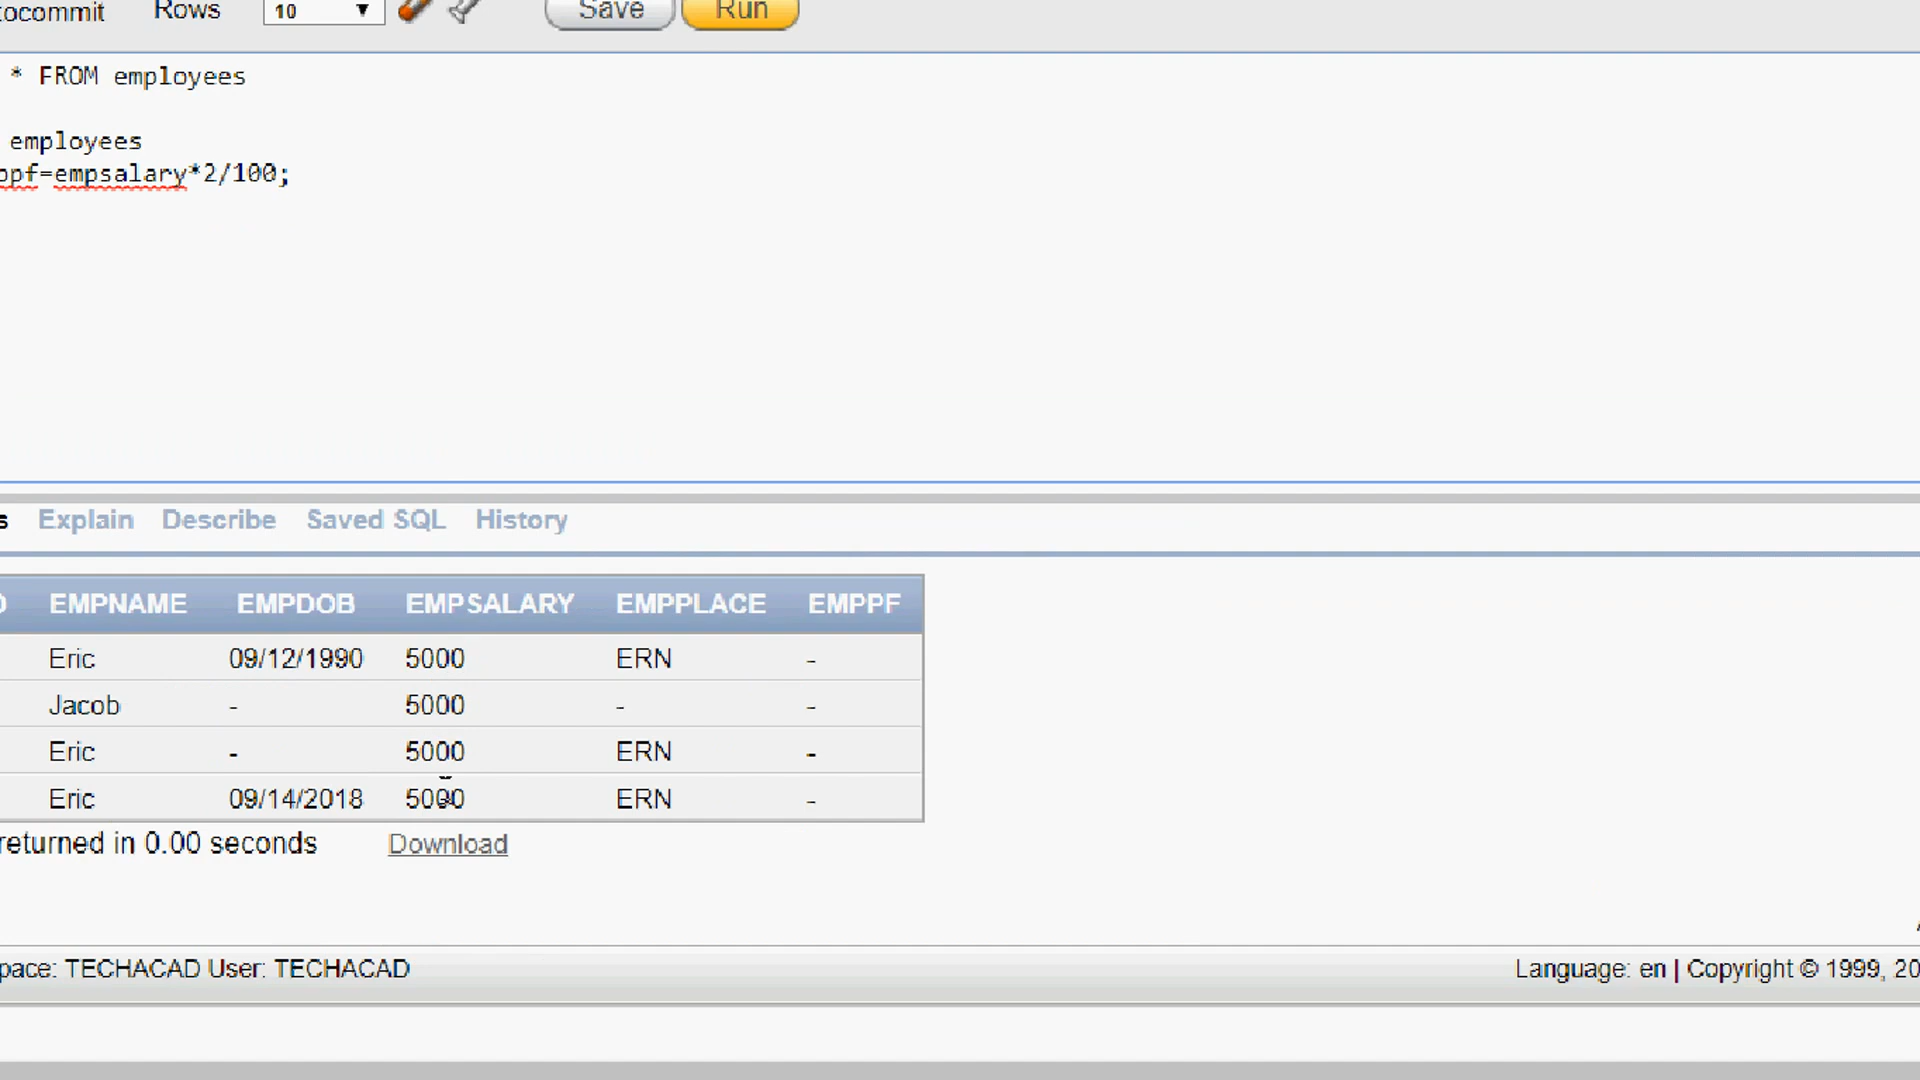 tocommit Rows 10 Save Run
* FROM employees
employees
ppf=empsalary*2/100;
s Explain Describe Saved SQL History
D EMPNAME EMPDOB EMPSALARY EMPPLACE EMPPF
Eric 09/12/1990 5000 ERN -
Jacob - 5000 - -
Eric - 5000 ERN -
Eric 09/14/2018 5000 ERN -
returned in 0.00 seconds Download
pace: TECHACAD User: TECHACAD
Language: en | Copyright © 1999, 20